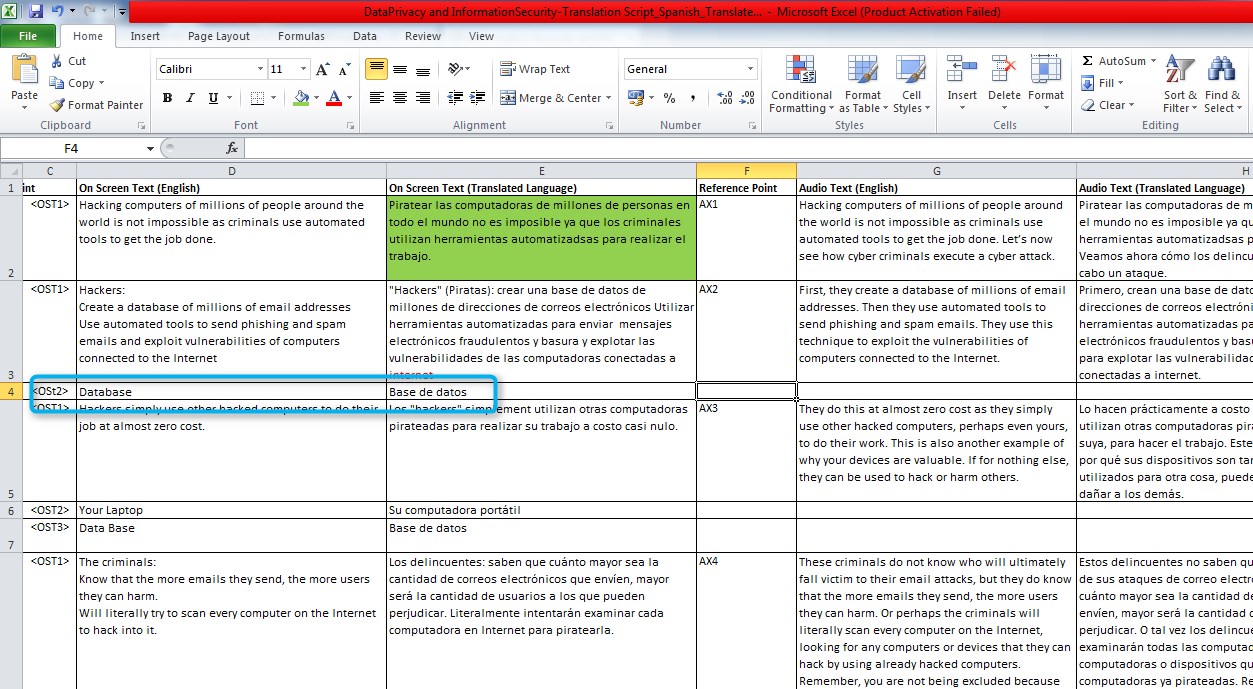 DataPrivacy and InformationSecurity-Translation Script_Spanish_Translate... - Microsoft Excel (Product Activation Failed)
File Home Insert Page Layout Formulas Data Review View
Cut
Copy
Format Painter
Paste
Clipboard
Calibri 11
B I U
Font
Wrap Text
Merge & Center
Alignment
General
% ,
Number
Conditional Formatting
Format as Table
Cell Styles
Styles
Insert Delete Format
Cells
AutoSum
Fill
Clear
Sort & Filter
Find & Select
Editing
F4 fx
C D E F G H
1 int On Screen Text (English) On Screen Text (Translated Language) Reference Point Audio Text (English) Audio Text (Translated Language)
2 <OST1>
Hacking computers of millions of people around the
world is not impossible as criminals use automated
tools to get the job done.
Piratear las computadoras de millones de personas en
todo el mundo no es imposible ya que los criminales
utilizan herramientas automatizadsas para realizar el
trabajo.
AX1
Hacking computers of millions of people around
the world is not impossible as criminals use
automated tools to get the job done. Let’s now
see how cyber criminals execute a cyber attack.
Piratear las computadoras de m
el mundo no es imposible ya qu
herramientas automatizadsas p
Veamos ahora cómo los delincu
cabo un ataque.
3 <OST1>
Hackers:
Create a database of millions of email addresses
Use automated tools to send phishing and spam
emails and exploit vulnerabilities of computers
connected to the Internet
"Hackers" (Piratas): crear una base de datos de
millones de direcciones de correos electrónicos Utilizar
herramientas automatizadas para enviar mensajes
electrónicos fraudulentos y basura y explotar las
vulnerabilidades de las computadoras conectadas a
internet
AX2
First, they create a database of millions of email
addresses. Then they use automated tools to
send phishing and spam emails. They use this
technique to exploit the vulnerabilities of
computers connected to the Internet.
Primero, crean una base de dato
direcciones de correos electróni
herramientas automatizadas pa
electrónicos fraudulentos y bas
para explotar las vulnerabilidad
conectadas a internet.
4 <OSt2> Database Base de datos
5 <OST1>
Hackers simply use other hacked computers to do their
job at almost zero cost.
Los "hackers" simplement utilizan otras computadoras
pirateadas para realizar su trabajo a costo casi nulo.
AX3
They do this at almost zero cost as they simply
use other hacked computers, perhaps even yours,
to do their work. This is also another example of
why your devices are valuable. If for nothing else,
they can be used to hack or harm others.
Lo hacen prácticamente a costo
utilizan otras computadoras pira
suya, para hacer el trabajo. Este
por qué sus dispositivos son tan
utilizados para otra cosa, puede
dañar a los demás.
6 <OST2> Your Laptop Su computadora portátil
7 <OST3> Data Base Base de datos
<OST1>
The criminals:
Know that the more emails they send, the more users
they can harm.
Will literally try to scan every computer on the Internet
to hack into it.
Los delincuentes: saben que cuánto mayor sea la
cantidad de correos electrónicos que envíen, mayor
será la cantidad de usuarios a los que pueden
perjudicar. Literalmente intentarán examinar cada
computadora en Internet para piratearla.
AX4
These criminals do not know who will ultimately
fall victim to their email attacks, but they do know
that the more emails they send, the more users
they can harm. Or perhaps the criminals will
literally scan every computer on the Internet,
looking for any computers or devices that they can
hack by using already hacked computers.
Remember, you are not being excluded because
Estos delincuentes no saben qu
de sus ataques de correo electr
cuánto mayor sea la cantidad de
envíen, mayor será la cantidad d
perjudicar. O tal vez los delincue
examinarán todas las computad
computadoras o dispositivos qu
computadoras ya pirateadas. Re